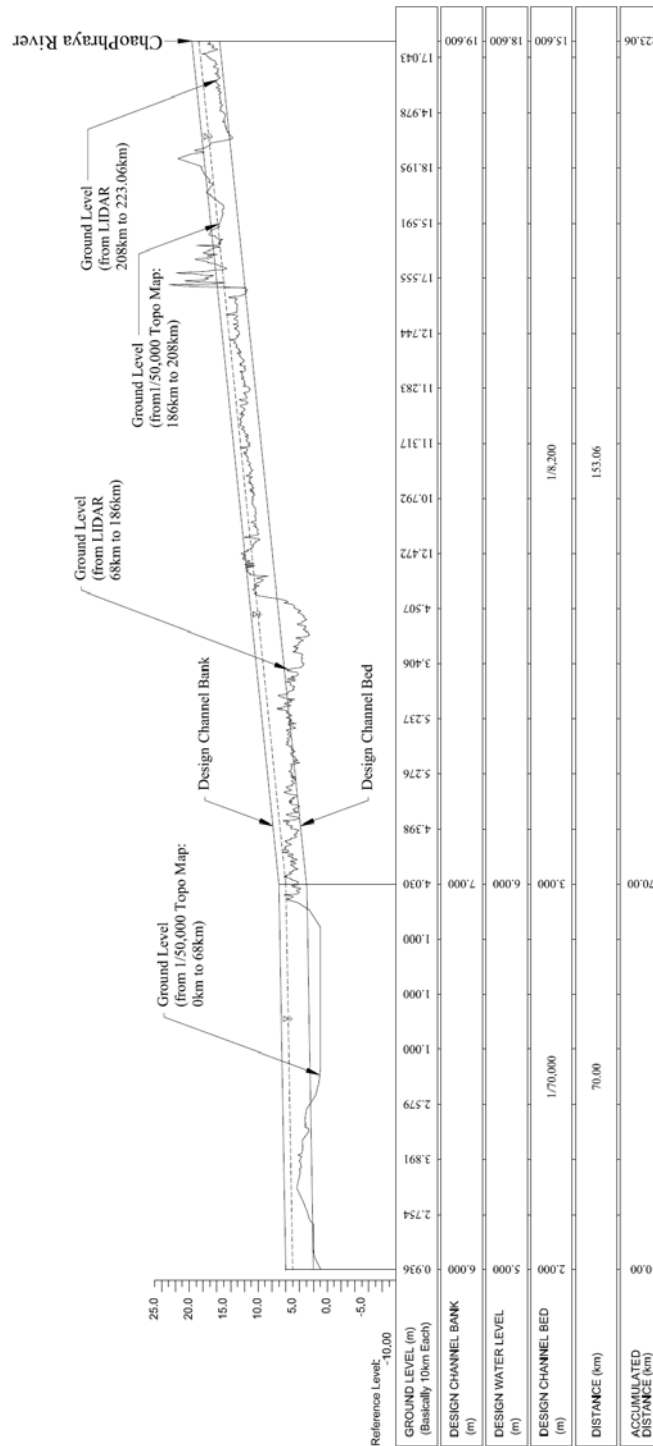 ChaoPhraya River
Ground Level
(from LIDAR
208km to 223.06km)
Ground Level
(from1/50,000 Topo Map:
186km to 208km)
Ground Level
(from LIDAR
68km to 186km)
Design Channel Bank
Design Channel Bed
Ground Level
(from 1/50,000 Topo Map:
0km to 68km)
25.0
20.0
15.0
10.0
5.0
0.0
-5.0
Reference Level:
-10.00
GROUND LEVEL (m)
(Basically 10km Each)
0.936 2.754 3.891 2.579 1.000 1.000 1.000 4.030 4.398 5.276 5.237 3.406 4.507 12.472 10.792 11.317 11.283 12.744 17.555 15.591 18.195 14.978 17.043
DESIGN CHANNEL BANK
(m)
6.000 7.000 19.600
DESIGN WATER LEVEL
(m)
5.000 6.000 18.600
DESIGN CHANNEL BED
(m)
2.000 1/70,000 3.000 1/8,200 15.600
DISTANCE (km)
70.00 153.06
ACCUMULATED
DISTANCE (km)
0.00 70.00 23.06